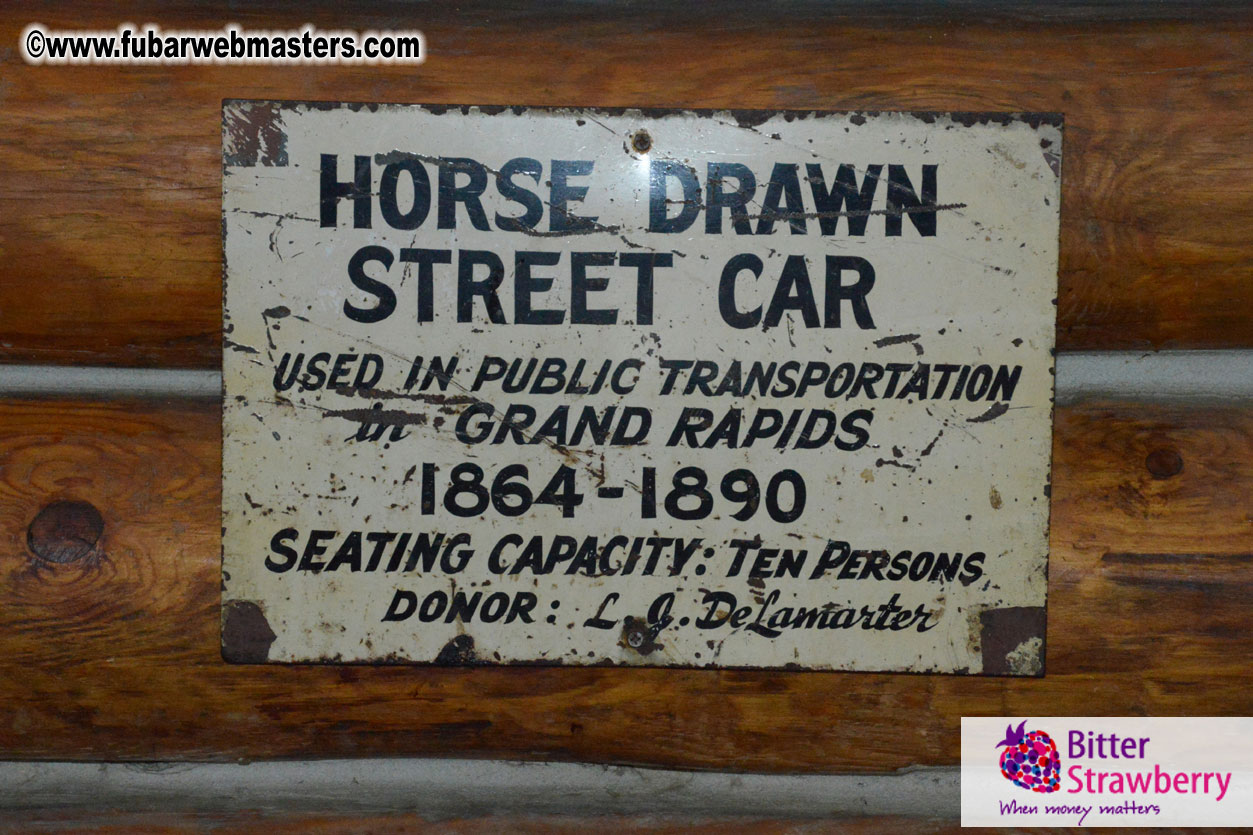 ©www.fubarwebmasters.com
HORSE DRAWN
STREET CAR
USED IN PUBLIC TRANSPORTATION
in GRAND RAPIDS
1864-1890
SEATING CAPACITY: TEN PERSONS
DONOR: L. J. DeLamarter
Bitter
Strawberry
When money matters